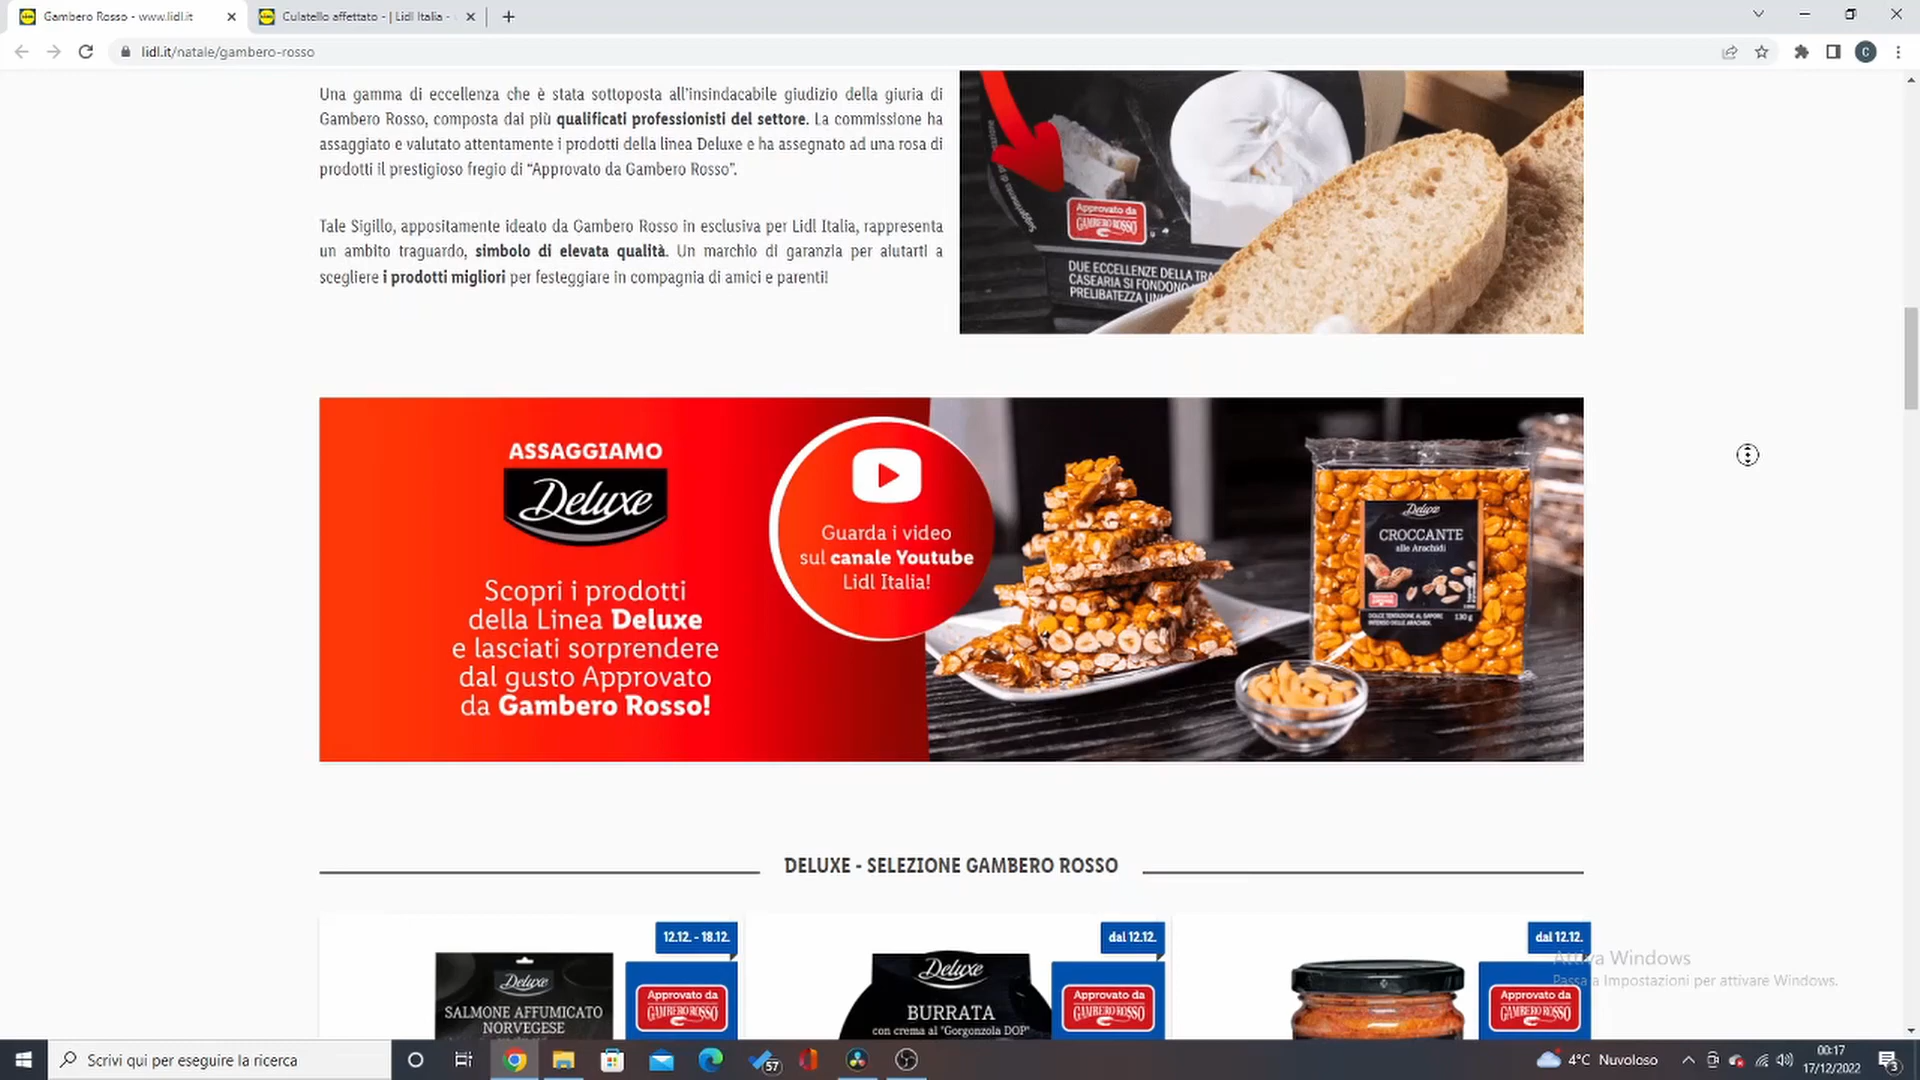 Gambero Rosso - www.lidl.it
Culatello affettato - | Lidl Italia -
lidl.it/natale/gambero-rosso
C
Una gamma di eccellenza che è stata sottoposta all'insindacabile giudizio della giuria di
Gambero Rosso, composta dai più qualificati professionisti del settore. La commissione ha
assaggiato e valutato attentamente i prodotti della linea Deluxe e ha assegnato ad una rosa di
prodotti il prestigioso fregio di “Approvato da Gambero Rosso”.
Tale Sigillo, appositamente ideato da Gambero Rosso in esclusiva per Lidl Italia, rappresenta
un ambito traguardo, simbolo di elevata qualità. Un marchio di garanzia per aiutarti a
scegliere i prodotti migliori per festeggiare in compagnia di amici e parenti!
Approvato da
GAMBERO ROSSO
DUE ECCELLENZE DELLA TRA
CASEARIA SI FONDONO
PRELIBATEZZA UN
ASSAGGIAMO
Deluxe
Scopri i prodotti
della Linea Deluxe
e lasciati sorprendere
dal gusto Approvato
da Gambero Rosso!
Guarda i video
sul canale Youtube
Lidl Italia!
Deluxe
CROCCANTE
alle Arachidi
DOLCE TENTAZIONE AL SAPORE
INTENSO DELLE ARACHIDI.
130 g
DELUXE - SELEZIONE GAMBERO ROSSO
12.12. - 18.12.
Deluxe
SALMONE AFFUMICATO
NORVEGESE
Approvato da
GAMBERO ROSSO
dal 12.12.
Deluxe
BURRATA
con crema al "Gorgonzola DOP"
Approvato da
GAMBERO ROSSO
dal 12.12.
Approvato da
GAMBERO ROSSO
Attiva Windows
Passa a Impostazioni per attivare Windows.
Scrivi qui per eseguire la ricerca
57
4°C Nuvoloso
00:17
17/12/2022
3